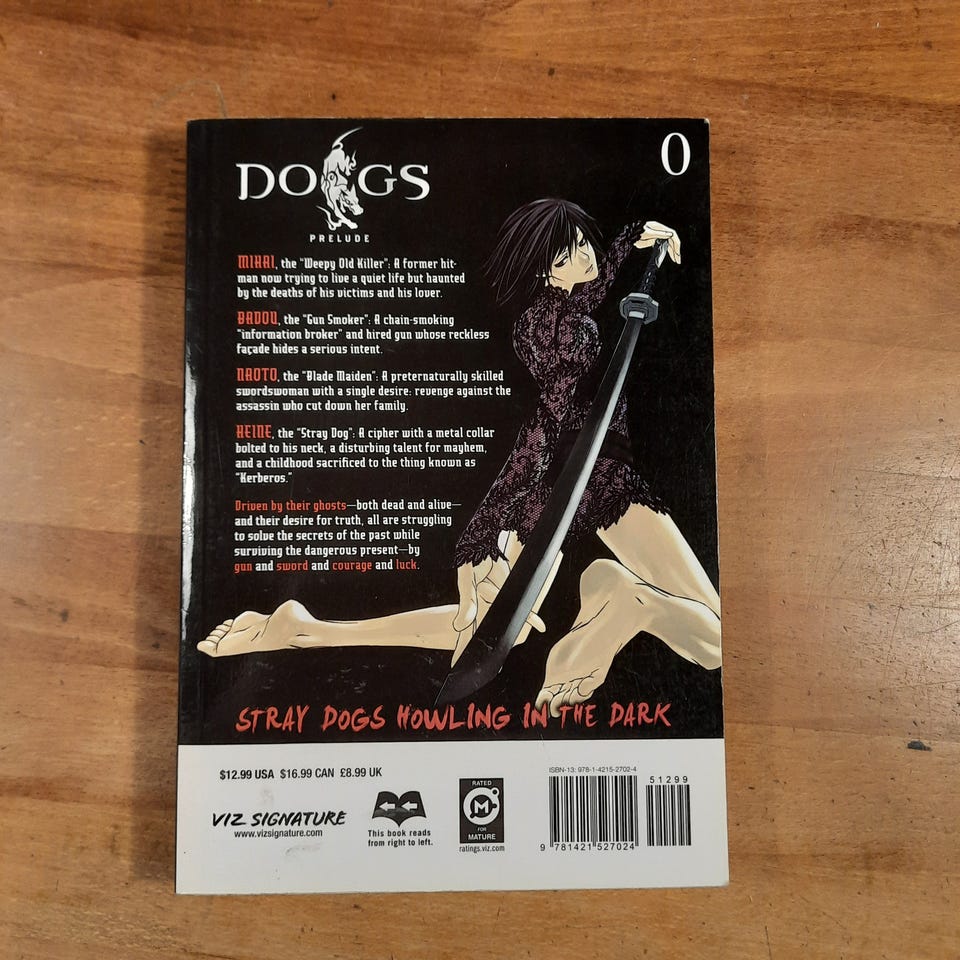 DOGS
0
PRELUDE
MIHAI, the "Weepy Old Killer": A former hit-
man now trying to live a quiet life but haunted
by the deaths of his victims and his lover.
BADOU, the "Gun Smoker": A chain-smoking
"information broker" and hired gun whose reckless
façade hides a serious intent.
NAOTO, the "Blade Maiden": A preternaturally skilled
swordswoman with a single desire: revenge against the
assassin who cut down her family.
HEINE, the "Stray Dog": A cipher with a metal collar
bolted to his neck, a disturbing talent for mayhem,
and a childhood sacrificed to the thing known as
"Kerberos."
Driven by their ghosts—both dead and alive—
and their desire for truth, all are struggling
to solve the secrets of the past while
surviving the dangerous present—by
gun and sword and courage and luck.
STRAY DOGS HOWLING IN THE DARK
$12.99 USA $16.99 CAN £8.99 UK
VIZ SIGNATURE
www.vizsignature.com
This book reads
from right to left.
RATED
M
FOR
MATURE
ratings.viz.com
ISBN-13: 978-1-4215-2702-4
51299
9 781421 527024